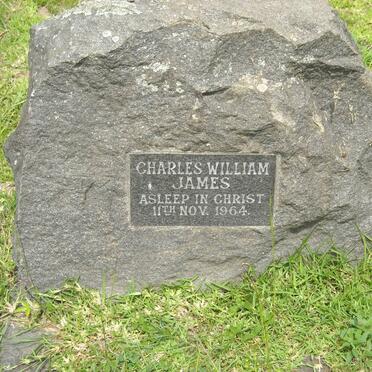 CHARLES WILLIAM
JAMES
ASLEEP IN CHRIST
11TH NOV. 1964.